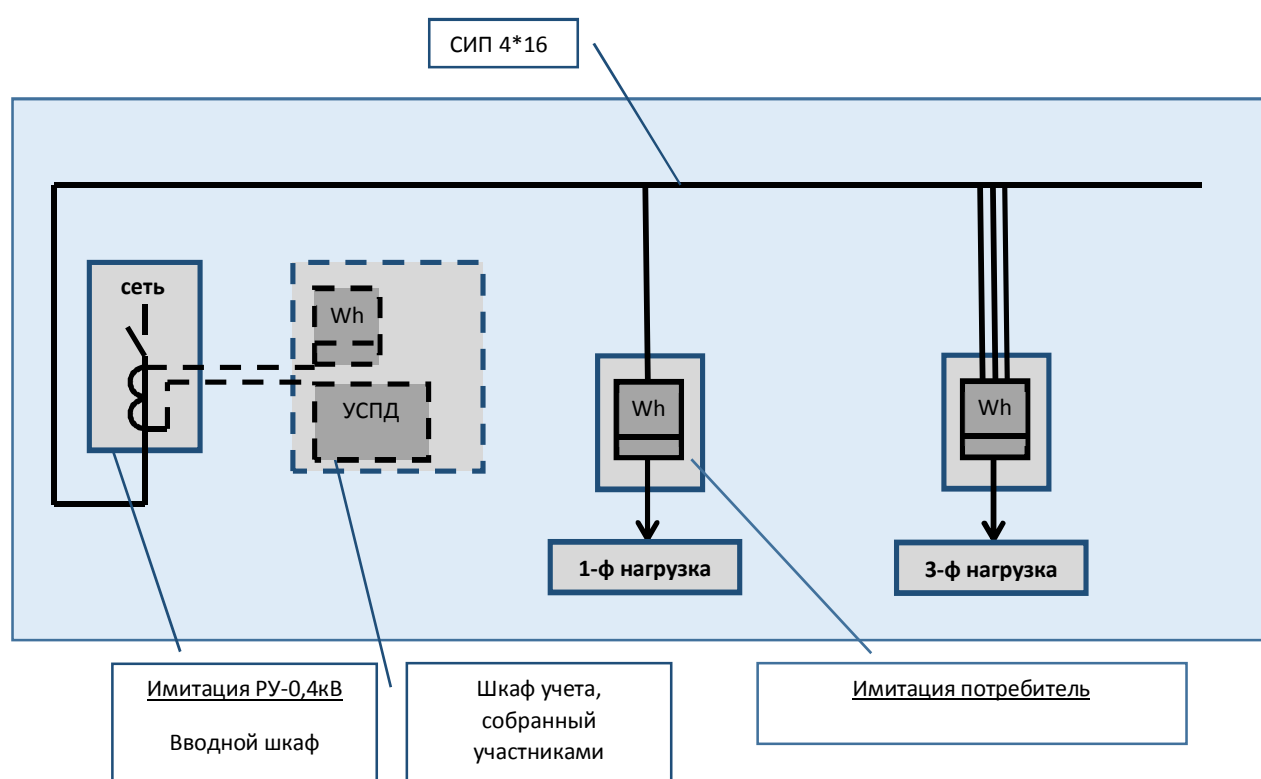 СИП 4*16
сеть
Wh
УСПД
Wh
Wh
1-ф нагрузка
3-ф нагрузка
Имитация РУ-0,4кВ
Вводной шкаф
Шкаф учета,
собранный
участниками
Имитация потребитель